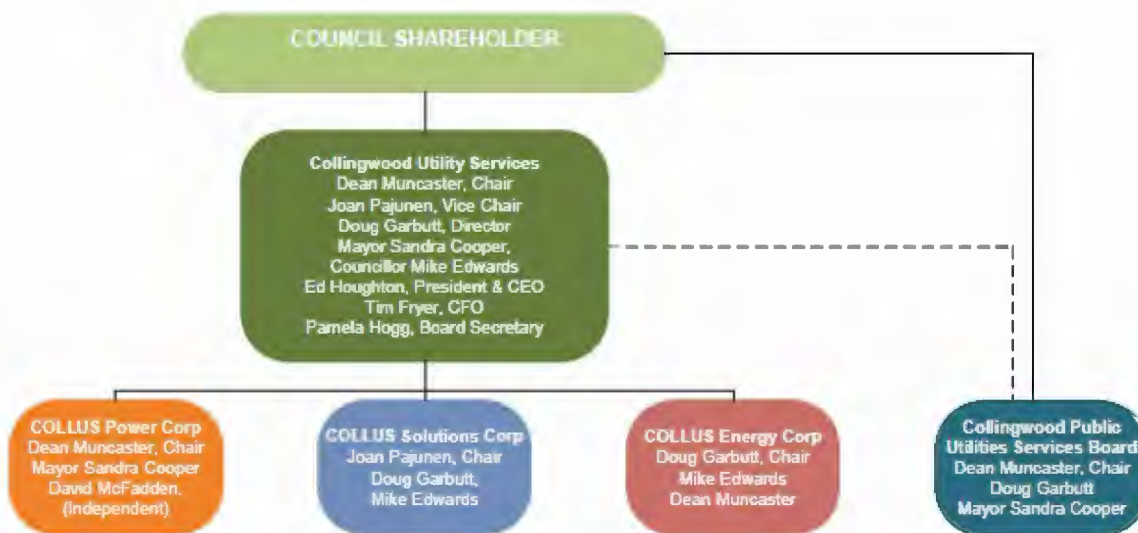 COUNCIL SHAREHOLDER
Collingwood Utility Services
Dean Muncaster, Chair
Joan Pajunen, Vice Chair
Doug Garbutt, Director
Mayor Sandra Cooper,
Councillor Mike Edwards
Ed Houghton, President & CEO
Tim Fryer, CFO
Pamela Hogg, Board Secretary
COLLUS Power Corp
Dean Muncaster, Chair
Mayor Sandra Cooper
David McFadden,
(Independent)
COLLUS Solutions Corp
Joan Pajunen, Chair
Doug Garbutt,
Mike Edwards
COLLUS Energy Corp
Doug Garbutt, Chair
Mike Edwards
Dean Muncaster
Collingwood Public
Utilities Services Board
Dean Muncaster, Chair
Doug Garbutt
Mayor Sandra Cooper